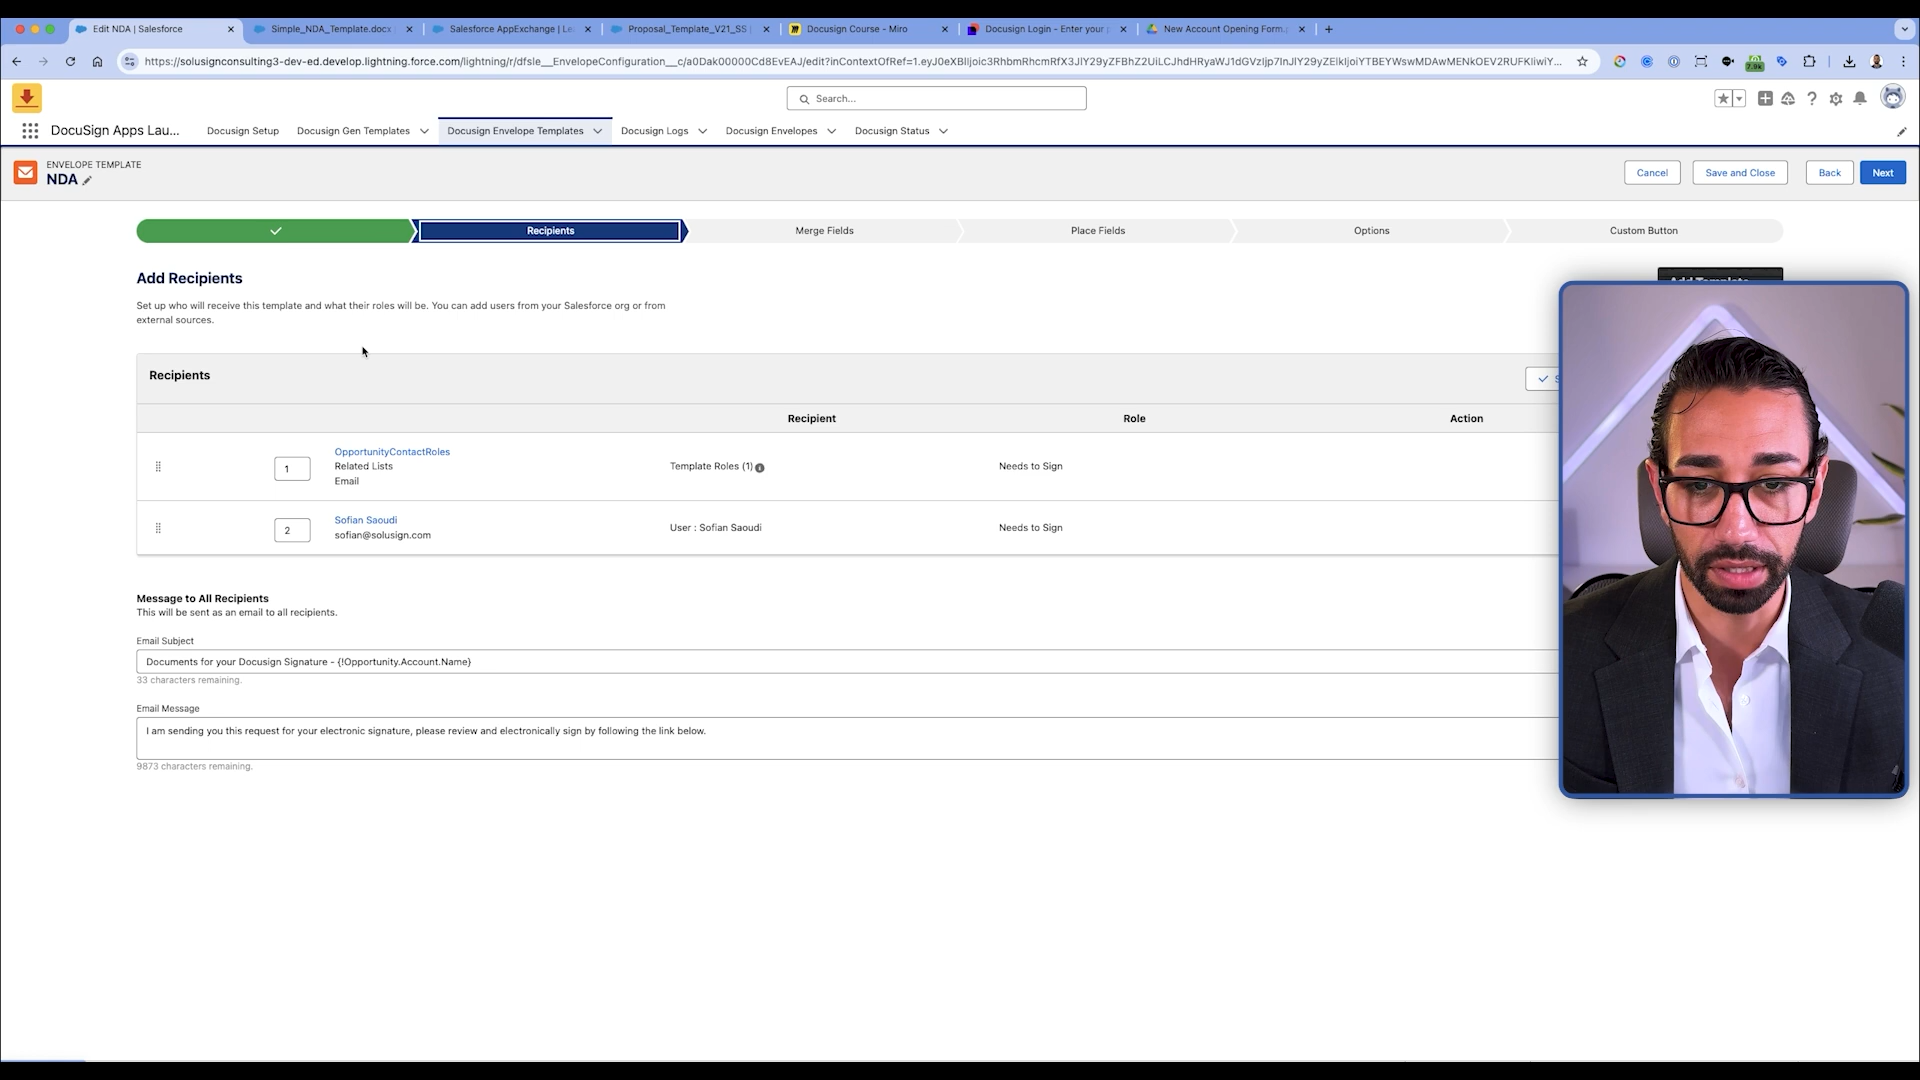 Edit NDA | Salesforce
Simple_NDA_Template.docx
Salesforce AppExchange | Le
Proposal_Template_V21_SS
Docusign Course - Miro
Docusign Login - Enter your
New Account Opening Form.
7.9k
DocuSign Apps Lau...
Search...
Docusign Setup
Docusign Gen Templates
Docusign Envelope Templates
Docusign Logs
Docusign Envelopes
Docusign Status
ENVELOPE TEMPLATE
NDA
Cancel
Save and Close
Back
Next
Recipients
Merge Fields
Place Fields
Options
Custom Button
Add Recipients
Set up who will receive this template and what their roles will be. You can add users from your Salesforce org or from
external sources.
Recipients
Recipient
Role
Action
1
OpportunityContactRoles
Related Lists
Email
Template Roles (1)
Needs to Sign
2
Sofian Saoudi
sofian@solusign.com
User : Sofian Saoudi
Needs to Sign
Message to All Recipients
This will be sent as an email to all recipients.
Email Subject
Documents for your Docusign Signature - {!Opportunity.Account.Name}
33 characters remaining.
Email Message
I am sending you this request for your electronic signature, please review and electronically sign by following the link below.
9873 characters remaining.